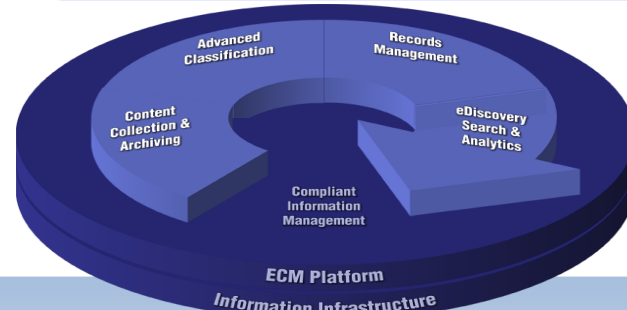 Advanced
Classification
Records
Management
Content
Collection &
Archiving
eDiscovery
Search &
Analytics
Compliant
Information
Management
ECM Platform
Information Infrastructure